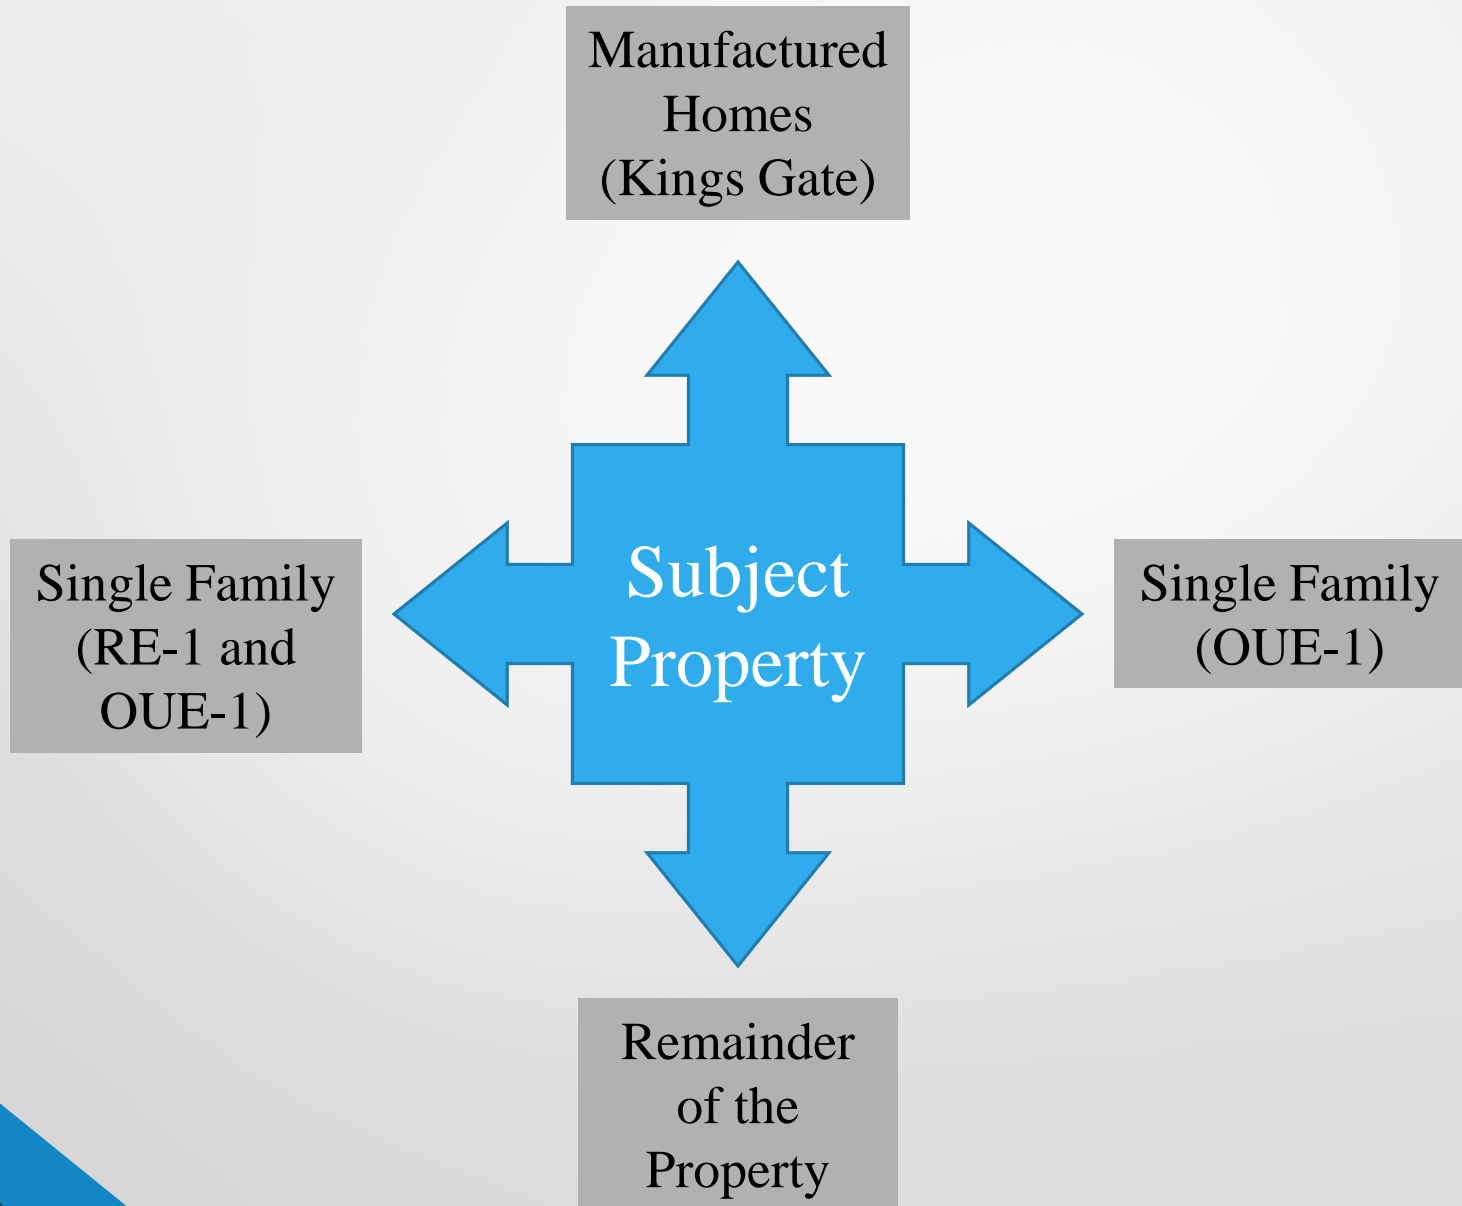 Manufactured
Homes
(Kings Gate)
Single Family
(RE-1 and
OUE-1)
Subject
Property
Single Family
(OUE-1)
Remainder
of the
Property